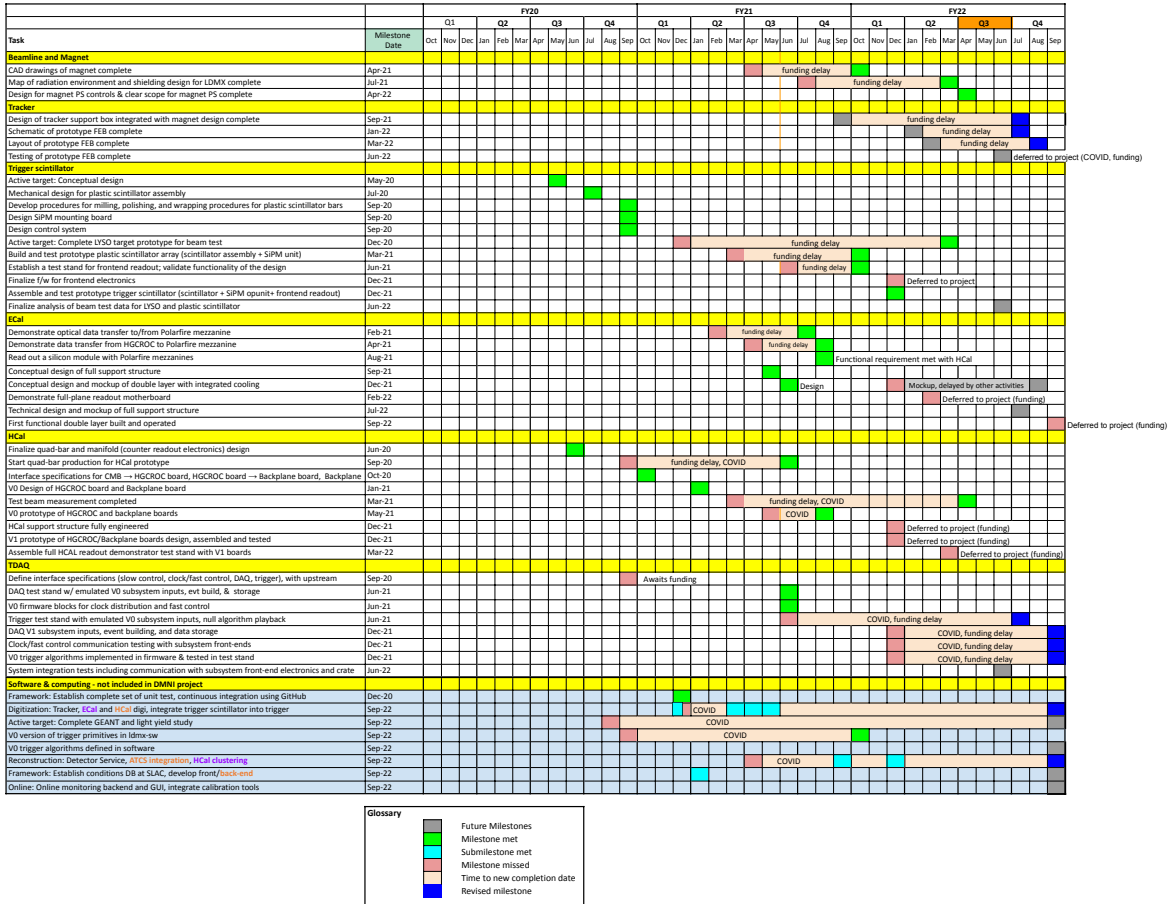 FY20 FY21 FY22
Q1 Q2 Q3 Q4 Q1 Q2 Q3 Q4 Q1 Q2 Q3 Q4
Task Milestone Date Oct Nov Dec Jan Feb Mar Apr May Jun Jul Aug Sep Oct Nov Dec Jan Feb Mar Apr May Jun Jul Aug Sep Oct Nov Dec Jan Feb Mar Apr May Jun Jul Aug Sep
Beamline and Magnet
CAD drawings of magnet complete Apr-21 funding delay
Map of radiation environment and shielding design for LDMX complete Jul-21 funding delay
Design for magnet PS controls & clear scope for magnet PS complete Apr-22
Tracker
Design of tracker support box integrated with magnet design complete Sep-21 funding delay
Schematic of prototype FEB complete Jan-22 funding delay
Layout of prototype FEB complete Mar-22 funding delay
Testing of prototype FEB complete Jun-22 deferred to project (COVID, funding)
Trigger scintillator
Active target: Conceptual design May-20
Mechanical design for plastic scintillator assembly Jul-20
Develop procedures for milling, polishing, and wrapping procedures for plastic scintillator bars Sep-20
Design SiPM mounting board Sep-20
Design control system Sep-20
Active target: Complete LYSO target prototype for beam test Dec-20 funding delay
Build and test prototype plastic scintillator array (scintillator assembly + SiPM unit) Mar-21 funding delay
Establish a test stand for frontend readout; validate functionality of the design Jun-21 funding delay
Finalize f/w for frontend electronics Dec-21 Deferred to project
Assemble and test prototype trigger scintillator (scintillator + SiPM opunit+ frontend readout) Dec-21
Finalize analysis of beam test data for LYSO and plastic scintillator Jun-22
ECal
Demonstrate optical data transfer to/from Polarfire mezzanine Feb-21 funding delay
Demonstrate data transfer from HGCROC to Polarfire mezzanine Apr-21 funding delay
Read out a silicon module with Polarfire mezzanines Aug-21 Functional requirement met with HCal
Conceptual design of full support structure Sep-21
Conceptual design and mockup of double layer with integrated cooling Dec-21 Design Mockup, delayed by other activities
Demonstrate full-plane readout motherboard Feb-22 Deferred to project (funding)
Technical design and mockup of full support structure Jul-22
First functional double layer built and operated Sep-22 Deferred to project (funding)
HCal
Finalize quad-bar and manifold (counter readout electronics) design Jun-20
Start quad-bar production for HCal prototype Sep-20 funding delay, COVID
Interface specifications for CMB → HGCROC board, HGCROC board → Backplane board, Backplane Oct-20
V0 Design of HGCROC board and Backplane board Jan-21
Test beam measurement completed Mar-21 funding delay, COVID
V0 prototype of HGCROC and backplane boards May-21 COVID
HCal support structure fully engineered Dec-21 Deferred to project (funding)
V1 prototype of HGCROC/Backplane boards design, assembled and tested Dec-21 Deferred to project (funding)
Assemble full HCAL readout demonstrator test stand with V1 boards Mar-22 Deferred to project (funding)
TDAQ
Define interface specifications (slow control, clock/fast control, DAQ, trigger), with upstream Sep-20 Awaits funding
DAQ test stand w/ emulated V0 subsystem inputs, evt build, & storage Jun-21
V0 firmware blocks for clock distribution and fast control Jun-21
Trigger test stand with emulated V0 subsystem inputs, null algorithm playback Jun-21 COVID, funding delay
DAQ V1 subsystem inputs, event building, and data storage Dec-21 COVID, funding delay
Clock/fast control communication testing with subsystem front-ends Dec-21 COVID, funding delay
V0 trigger algorithms implemented in firmware & tested in test stand Dec-21 COVID, funding delay
System integration tests including communication with subsystem front-end electronics and crate Jun-22
Software & computing - not included in DMNI project
Framework: Establish complete set of unit test, continuous integration using GitHub Dec-20
Digitization: Tracker, ECal and HCal digi, integrate trigger scintillator into trigger Sep-22 COVID
Active target: Complete GEANT and light yield study Sep-22 COVID
V0 version of trigger primitives in ldmx-sw Sep-22 COVID
V0 trigger algorithms defined in software Sep-22
Reconstruction: Detector Service, ATCS integration, HCal clustering Sep-22 COVID
Framework: Establish conditions DB at SLAC, develop front/back-end Sep-22
Online: Online monitoring backend and GUI, integrate calibration tools Sep-22
Glossary
Future Milestones
Milestone met
Submilestone met
Milestone missed
Time to new completion date
Revised milestone